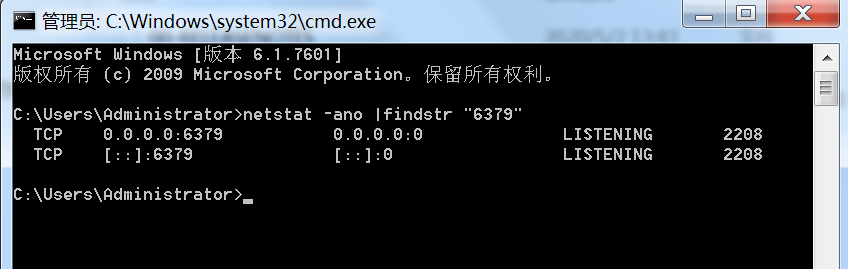 管理员: C:\Windows\system32\cmd.exe
Microsoft Windows [版本 6.1.7601]
版权所有 (c) 2009 Microsoft Corporation。保留所有权利。
C:\Users\Administrator>netstat -ano |findstr "6379"
TCP    0.0.0.0:6379           0.0.0.0:0              LISTENING       2208
TCP    [::]:6379              [::]:0                 LISTENING       2208
C:\Users\Administrator>